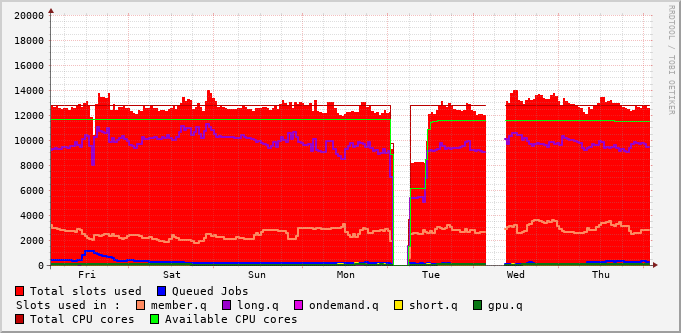 20000
18000
16000
14000
12000
10000
8000
6000
4000
2000
0
Fri Sat Sun Mon Tue Wed Thu
Total slots used Queued Jobs
Slots used in : member.q long.q ondemand.q short.q gpu.q
Total CPU cores Available CPU cores
RRDTOOL / TOBI OETIKER